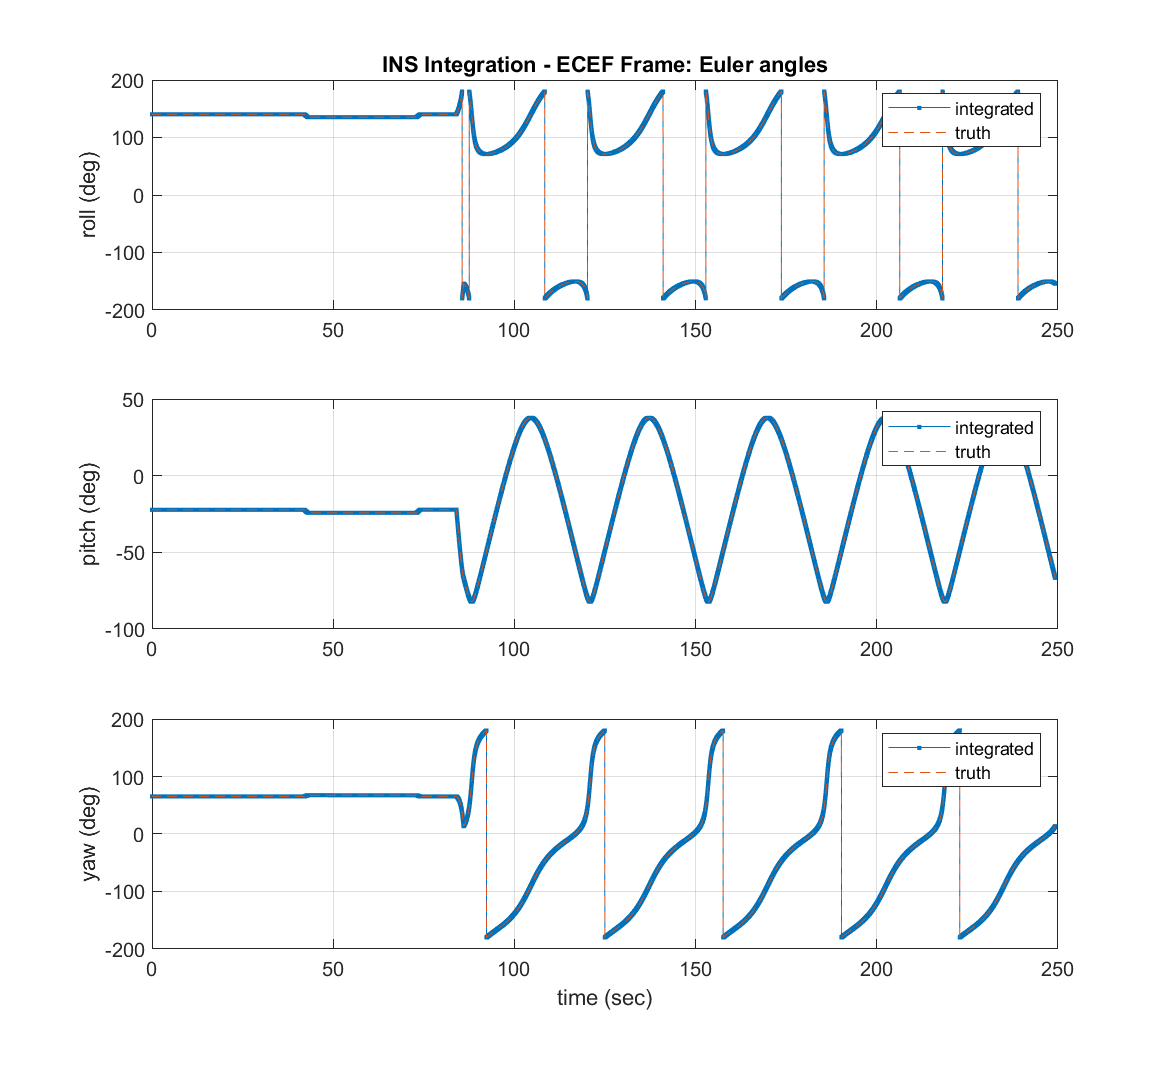 INS Integration - ECEF Frame: Euler angles
200
100
0
-100
-200
roll (deg)
integrated
truth
0 50 100 150 200 250
50
0
-50
-100
pitch (deg)
integrated
truth
0 50 100 150 200 250
200
100
0
-100
-200
yaw (deg)
integrated
truth
0 50 100 150 200 250
time (sec)